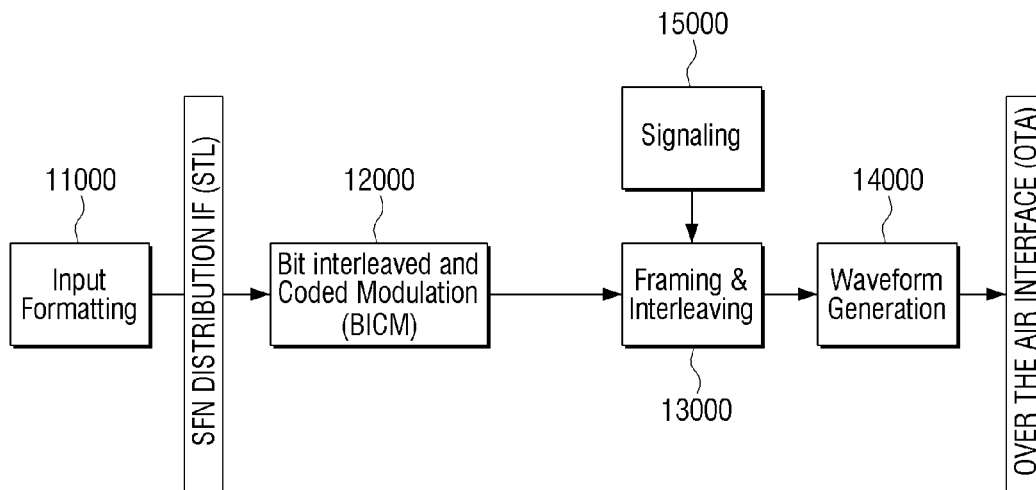 15000
Signaling
11000
Input
Formatting
SFN DISTRIBUTION IF (STL)
12000
Bit interleaved and
Coded Modulation
(BICM)
Framing &
Interleaving
13000
14000
Waveform
Generation
OVER THE AIR INTERFACE (OTA)